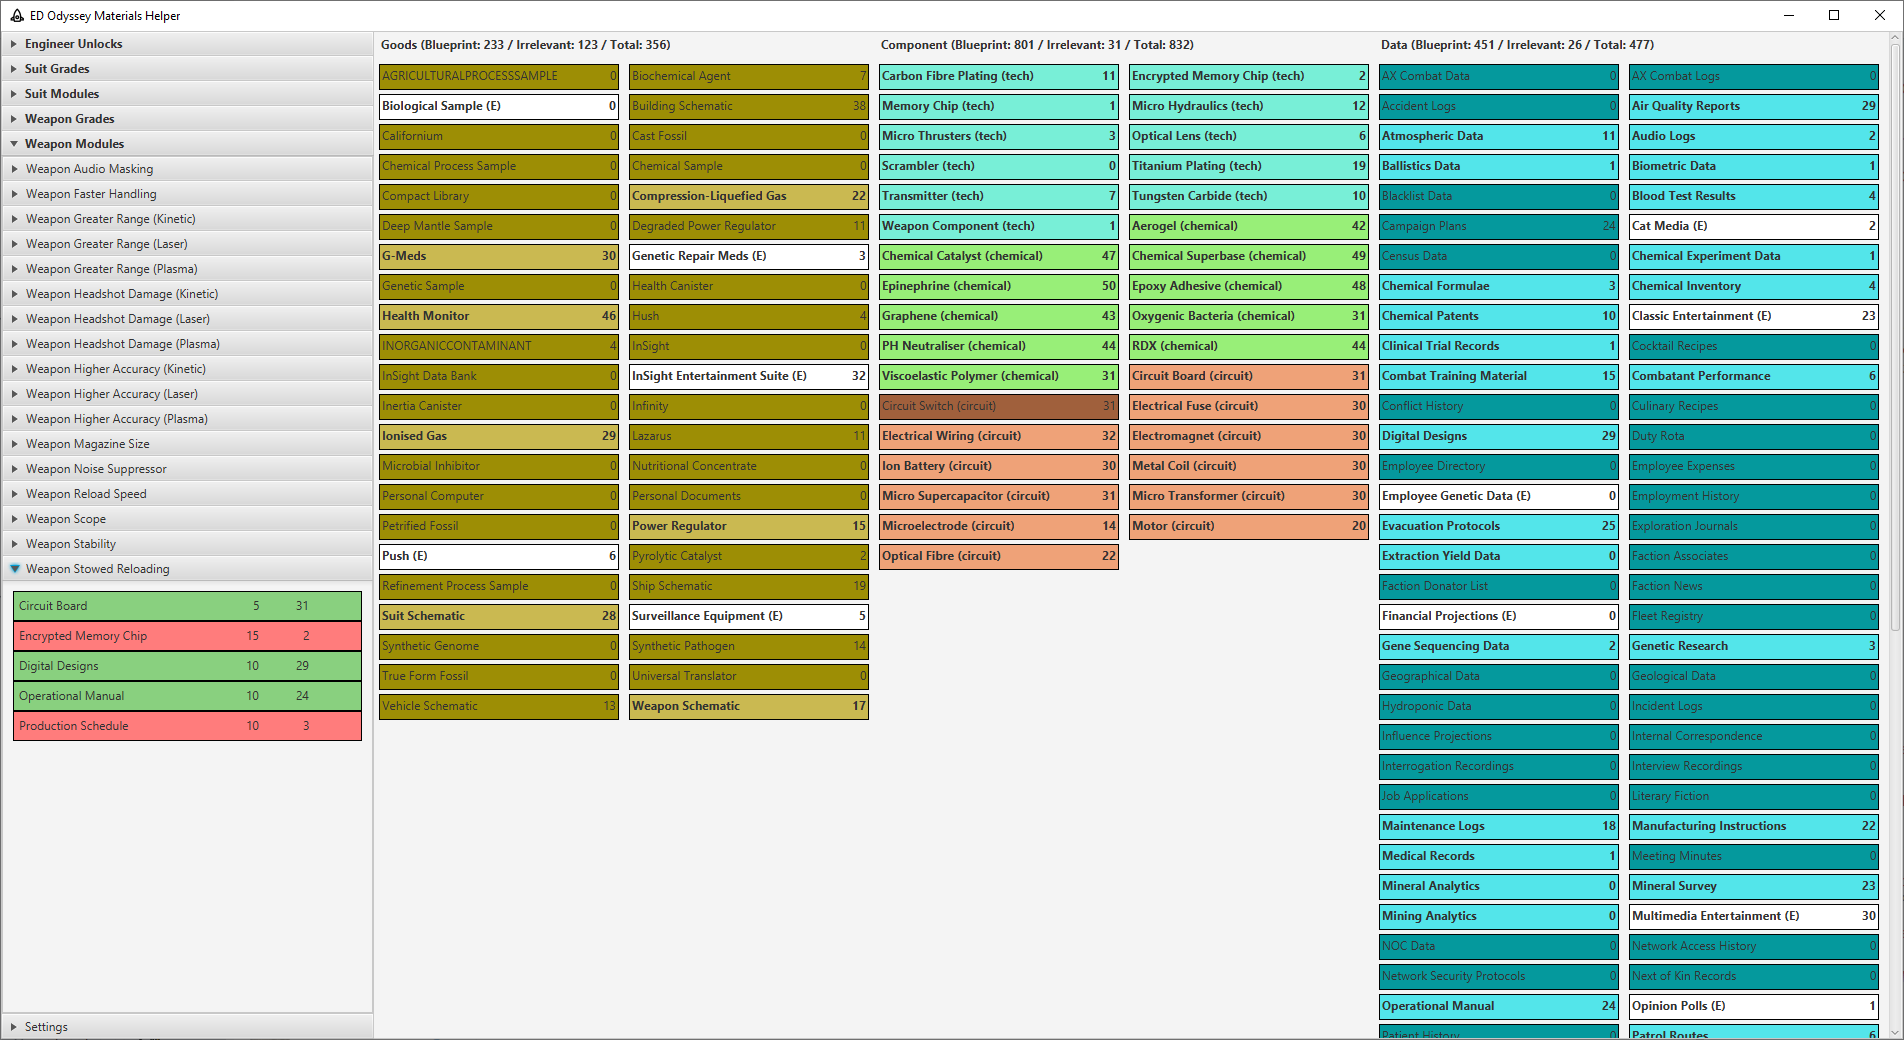 ED Odyssey Materials Helper
Engineer Unlocks
Suit Grades
Suit Modules
Weapon Grades
Weapon Modules
Weapon Audio Masking
Weapon Faster Handling
Weapon Greater Range (Kinetic)
Weapon Greater Range (Laser)
Weapon Greater Range (Plasma)
Weapon Headshot Damage (Kinetic)
Weapon Headshot Damage (Laser)
Weapon Headshot Damage (Plasma)
Weapon Higher Accuracy (Kinetic)
Weapon Higher Accuracy (Laser)
Weapon Higher Accuracy (Plasma)
Weapon Magazine Size
Weapon Noise Suppressor
Weapon Reload Speed
Weapon Scope
Weapon Stability
Weapon Stowed Reloading
Circuit Board 5 31
Encrypted Memory Chip 15 2
Digital Designs 10 29
Operational Manual 10 24
Production Schedule 10 3
Settings
Goods (Blueprint: 233 / Irrelevant: 123 / Total: 356)
AGRICULTURALPROCESSSAMPLE 0 Biochemical Agent 7
Biological Sample (E) 0 Building Schematic 38
Californium 0 Cast Fossil 0
Chemical Process Sample 0 Chemical Sample 0
Compact Library 0 Compression-Liquefied Gas 22
Deep Mantle Sample 0 Degraded Power Regulator 11
G-Meds 30 Genetic Repair Meds (E) 3
Genetic Sample 0 Health Canister 0
Health Monitor 46 Hush 4
INORGANICCONTAMINANT 4 InSight 0
InSight Data Bank 0 InSight Entertainment Suite (E) 32
Inertia Canister 0 Infinity 0
Ionised Gas 29 Lazarus 11
Microbial Inhibitor 0 Nutritional Concentrate 0
Personal Computer 0 Personal Documents 0
Petrified Fossil 0 Power Regulator 15
Push (E) 6 Pyrolytic Catalyst 2
Refinement Process Sample 0 Ship Schematic 19
Suit Schematic 28 Surveillance Equipment (E) 5
Synthetic Genome 0 Synthetic Pathogen 14
True Form Fossil 0 Universal Translator 0
Vehicle Schematic 13 Weapon Schematic 17
Component (Blueprint: 801 / Irrelevant: 31 / Total: 832)
Carbon Fibre Plating (tech) 11 Encrypted Memory Chip (tech) 2
Memory Chip (tech) 1 Micro Hydraulics (tech) 12
Micro Thrusters (tech) 3 Optical Lens (tech) 6
Scrambler (tech) 0 Titanium Plating (tech) 19
Transmitter (tech) 7 Tungsten Carbide (tech) 10
Weapon Component (tech) 1 Aerogel (chemical) 42
Chemical Catalyst (chemical) 47 Chemical Superbase (chemical) 49
Epinephrine (chemical) 50 Epoxy Adhesive (chemical) 48
Graphene (chemical) 43 Oxygenic Bacteria (chemical) 31
PH Neutraliser (chemical) 44 RDX (chemical) 44
Viscoelastic Polymer (chemical) 31 Circuit Board (circuit) 31
Circuit Switch (circuit) 31 Electrical Fuse (circuit) 30
Electrical Wiring (circuit) 32 Electromagnet (circuit) 30
Ion Battery (circuit) 30 Metal Coil (circuit) 30
Micro Supercapacitor (circuit) 31 Micro Transformer (circuit) 30
Microelectrode (circuit) 14 Motor (circuit) 20
Optical Fibre (circuit) 22
Data (Blueprint: 451 / Irrelevant: 26 / Total: 477)
AX Combat Data 0 AX Combat Logs 0
Accident Logs 0 Air Quality Reports 29
Atmospheric Data 11 Audio Logs 2
Ballistics Data 1 Biometric Data 1
Blacklist Data 0 Blood Test Results 4
Campaign Plans 24 Cat Media (E) 2
Census Data 0 Chemical Experiment Data 1
Chemical Formulae 3 Chemical Inventory 4
Chemical Patents 10 Classic Entertainment (E) 23
Clinical Trial Records 1 Cocktail Recipes 0
Combat Training Material 15 Combatant Performance 6
Conflict History 0 Culinary Recipes 0
Digital Designs 29 Duty Rota 0
Employee Directory 0 Employee Expenses 0
Employee Genetic Data (E) 0 Employment History 0
Evacuation Protocols 25 Exploration Journals 0
Extraction Yield Data 0 Faction Associates 0
Faction Donator List 0 Faction News 0
Financial Projections (E) 0 Fleet Registry 0
Gene Sequencing Data 2 Genetic Research 3
Geographical Data 0 Geological Data 0
Hydroponic Data 0 Incident Logs 0
Influence Projections 0 Internal Correspondence 0
Interrogation Recordings 0 Interview Recordings 0
Job Applications 0 Literary Fiction 0
Maintenance Logs 18 Manufacturing Instructions 22
Medical Records 1 Meeting Minutes 0
Mineral Analytics 0 Mineral Survey 23
Mining Analytics 0 Multimedia Entertainment (E) 30
NOC Data 0 Network Access History 0
Network Security Protocols 0 Next of Kin Records 0
Operational Manual 24 Opinion Polls (E) 1
Patient History 0 Patrol Routes 6